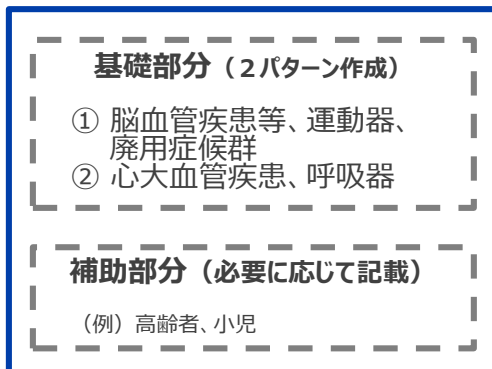 基礎部分（２パターン作成）
① 脳血管疾患等、運動器、
廃用症候群
② 心大血管疾患、呼吸器
補助部分（必要に応じて記載）
（例）高齢者、小児